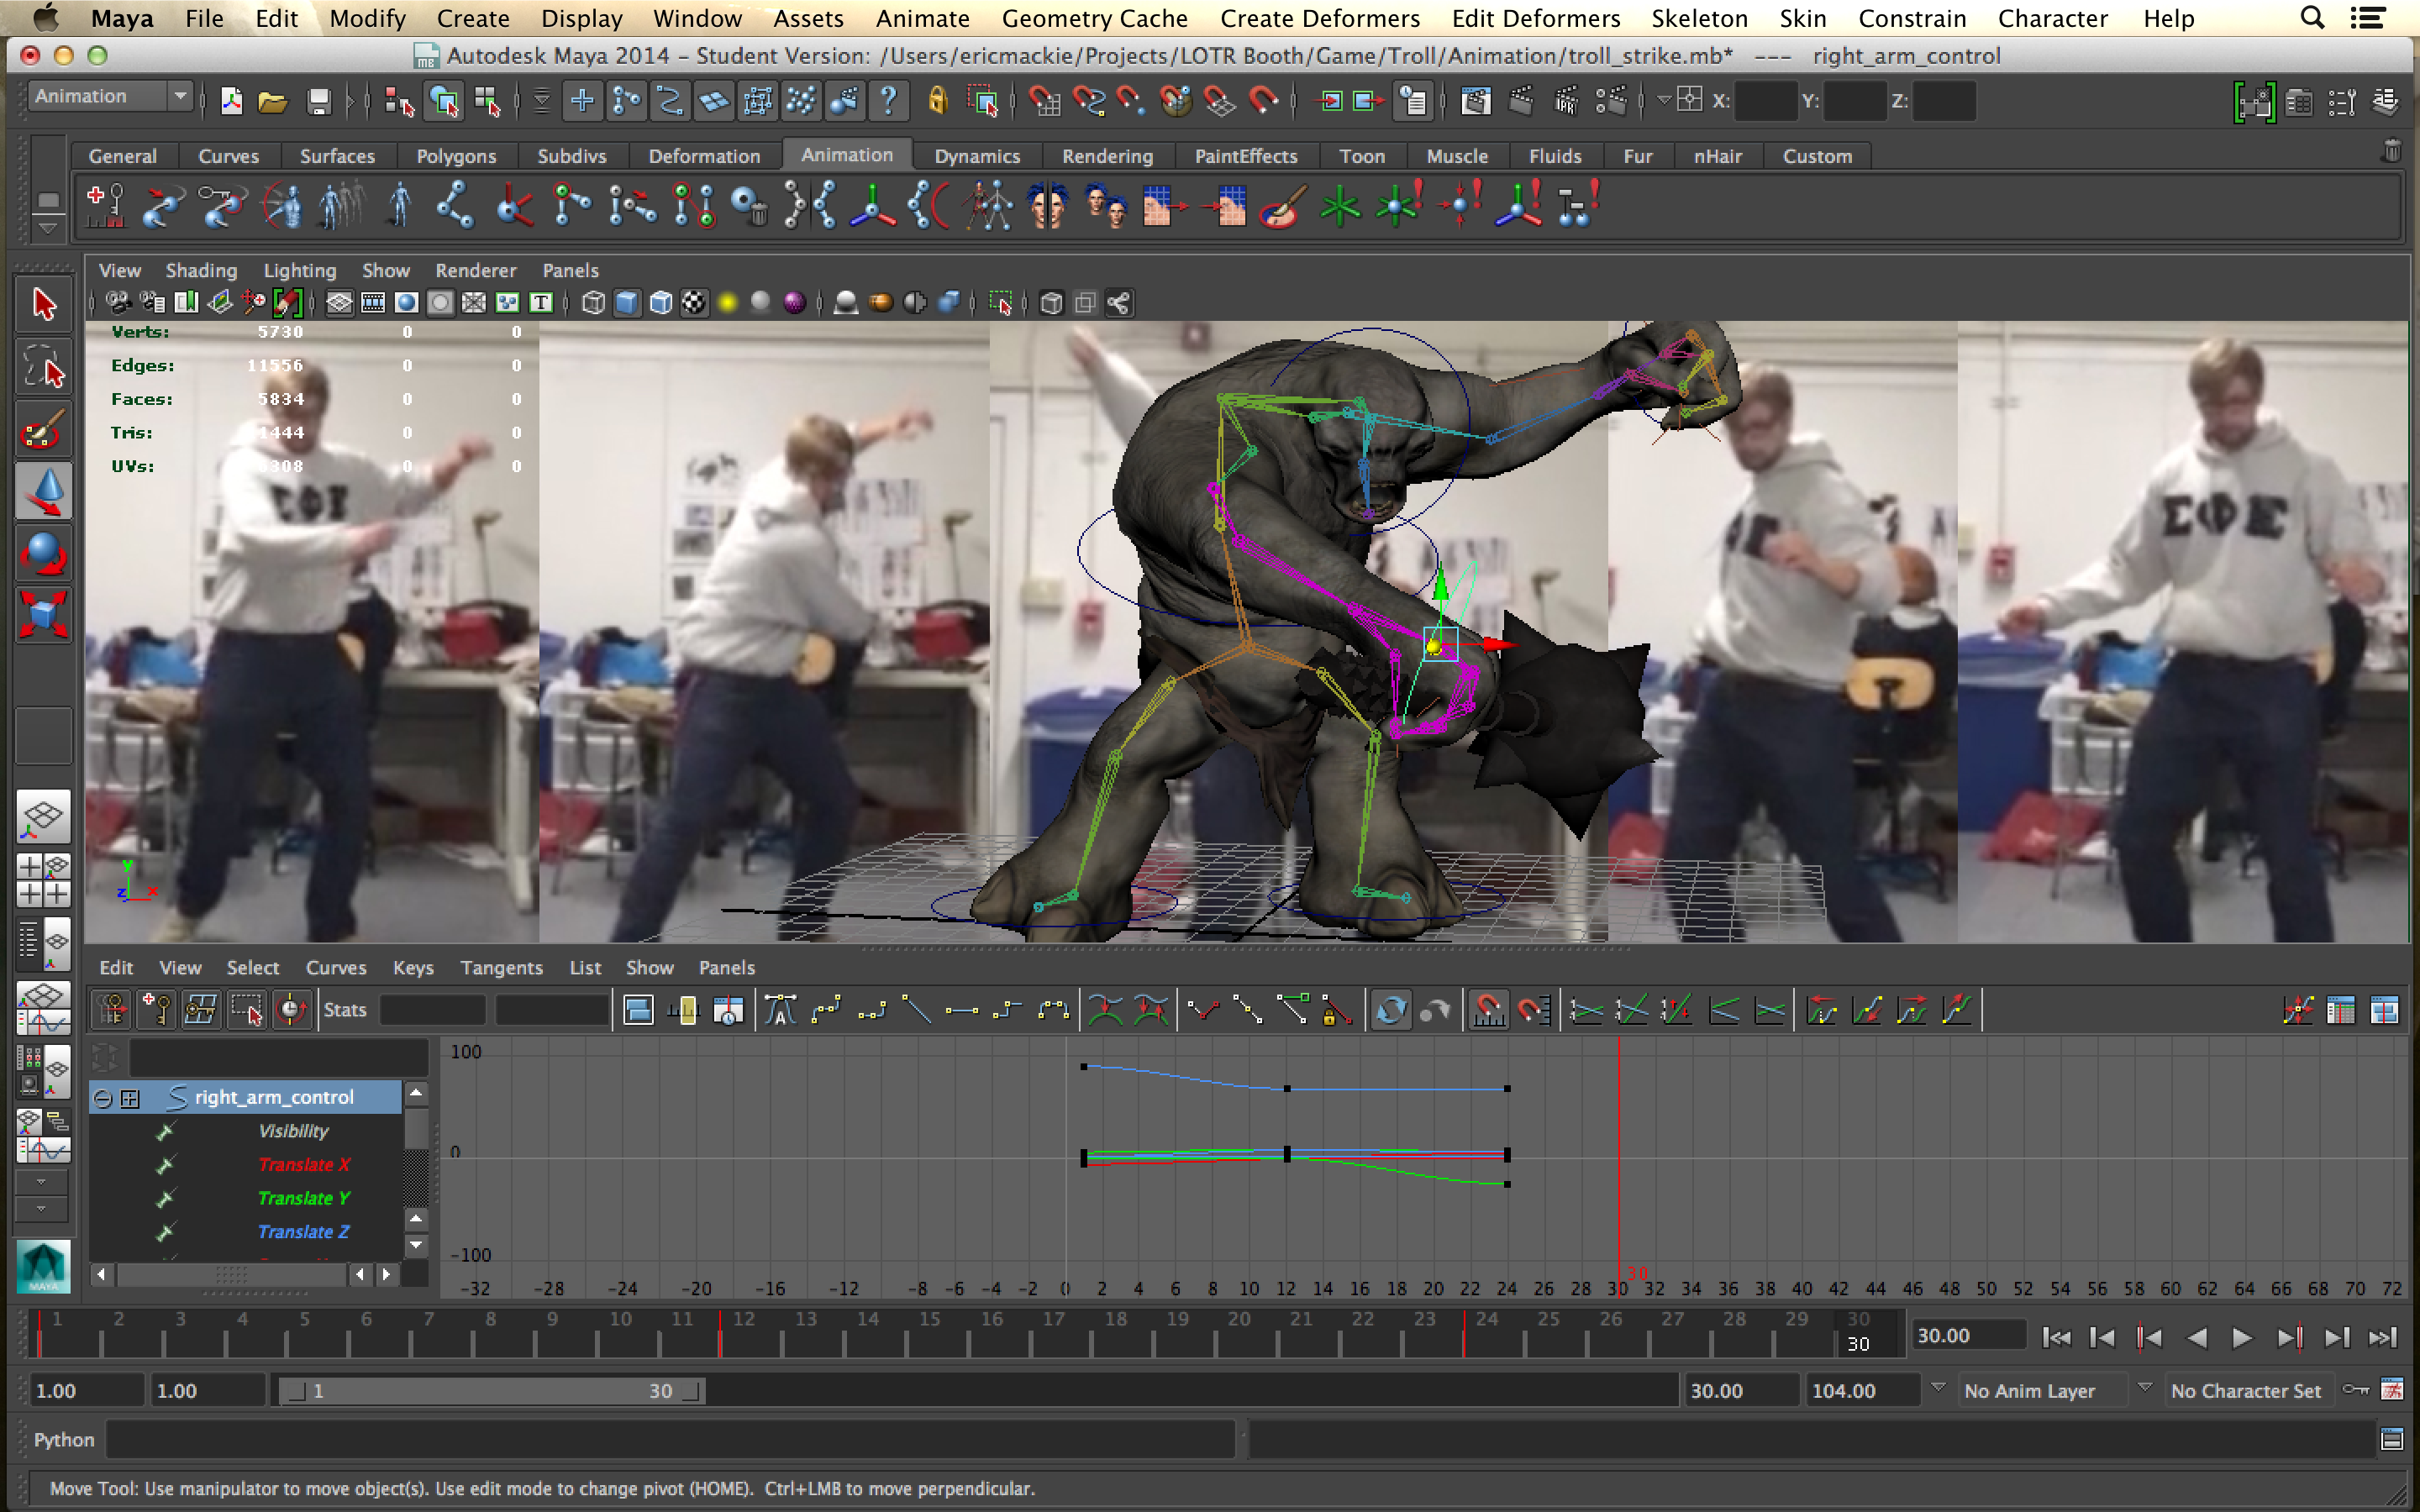 Maya File Edit Modify Create Display Window Assets Animate Geometry Cache Create Deformers Edit Deformers Skeleton Skin Constrain Character Help
Autodesk Maya 2014 – Student Version: /Users/ericmackie/Projects/LOTR Booth/Game/Troll/Animation/troll_strike.mb* --- right_arm_control
Animation X: Y: Z:
General Curves Surfaces Polygons Subdivs Deformation Animation Dynamics Rendering PaintEffects Toon Muscle Fluids Fur nHair Custom
View Shading Lighting Show Renderer Panels
Verts: 5730 0 0
Edges: 11556 0 0
Faces: 5834 0 0
Tris: 0 0
UVs: 0 0
ΣΦΕ
ΣΦΕ
y
z x
Edit View Select Curves Keys Tangents List Show Panels
Stats
right_arm_control
Visibility
Translate X
Translate Y
Translate Z
100
0
-100
30
-32 -28 -24 -20 -16 -12 -8 -6 -4 -2 0 2 4 6 8 10 12 14 16 18 20 22 24 26 28 30 32 34 36 38 40 42 44 46 48 50 52 54 56 58 60 62 64 66 68 70 72
1 2 3 4 5 6 7 8 9 10 11 12 13 14 15 16 17 18 19 20 21 22 23 24 25 26 27 28 29 30
30
30.00
1.00 1.00 1 30 30.00 104.00 No Anim Layer No Character Set
MAYA
Python
Move Tool: Use manipulator to move object(s). Use edit mode to change pivot (HOME). Ctrl+LMB to move perpendicular.